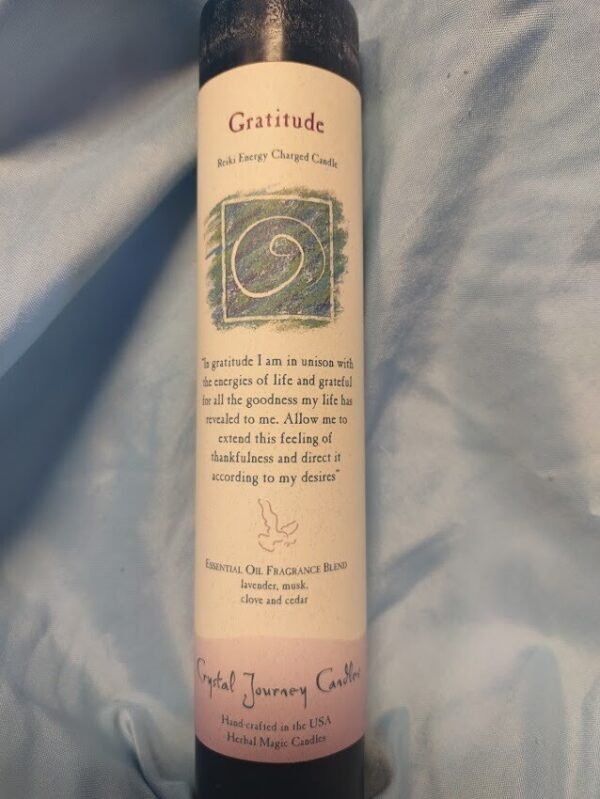 Gratitude
Reiki Energy Charged Candle
"In gratitude I am in unison with
the energies of life and grateful
for all the goodness my life has
revealed to me. Allow me to
extend this feeling of
thankfulness and direct it
according to my desires"
ESSENTIAL OIL FRAGRANCE BLEND
lavender, musk,
clove and cedar
Crystal Journey Candles
Hand crafted in the USA
Herbal Magic Candles